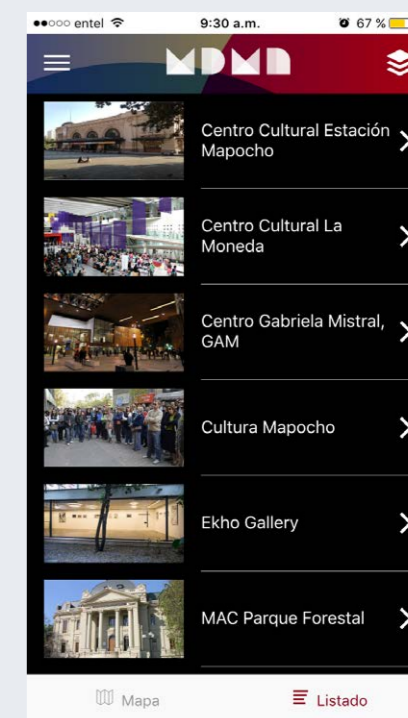 entel 9:30 a.m. 67 %
MDMN
Centro Cultural Estación
Mapocho
Centro Cultural La
Moneda
Centro Gabriela Mistral,
GAM
Cultura Mapocho
Ekho Gallery
MAC Parque Forestal
Mapa Listado